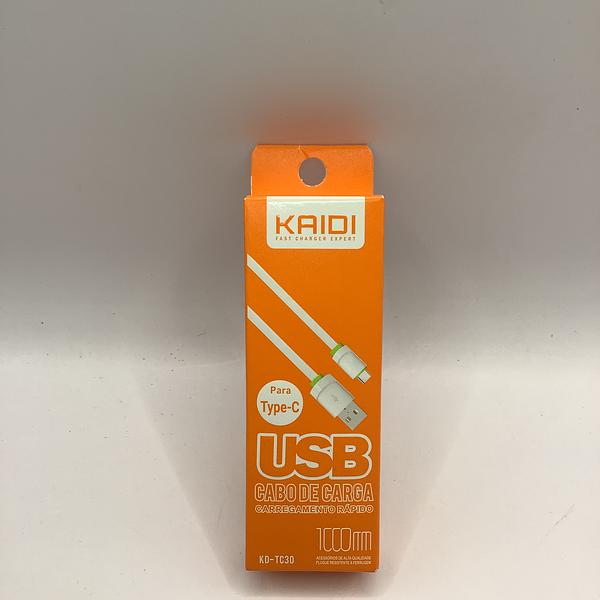 KAIDI
FAST CHARGER EXPERT
Para
Type-C
USB
CABO DE CARGA
CARREGAMENTO RÁPIDO
1000mm
KD-TC30
ACESSÓRIOS DE ALTA QUALIDADE
PLUGUE RESISTENTE À FERRUGEM